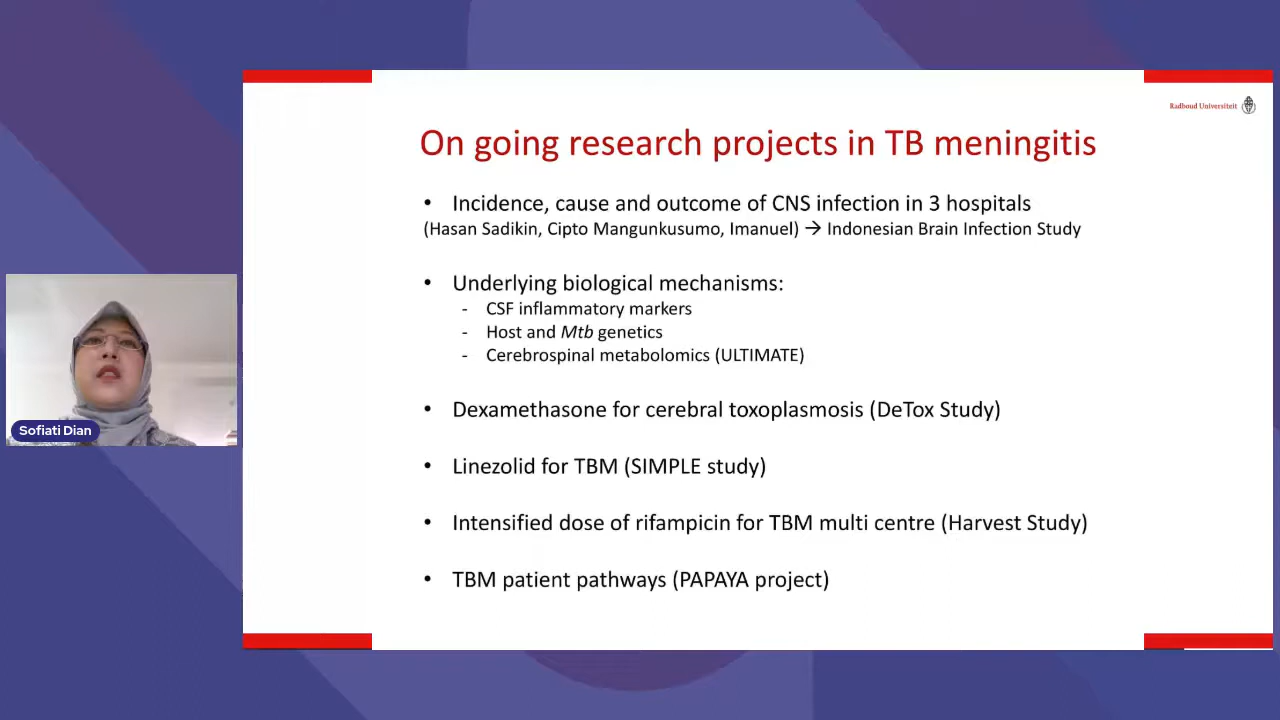 Radboud Universiteit
On going research projects in TB meningitis
• Incidence, cause and outcome of CNS infection in 3 hospitals
(Hasan Sadikin, Cipto Mangunkusumo, Imanuel) → Indonesian Brain Infection Study
• Underlying biological mechanisms:
- CSF inflammatory markers
- Host and Mtb genetics
- Cerebrospinal metabolomics (ULTIMATE)
• Dexamethasone for cerebral toxoplasmosis (DeTox Study)
• Linezolid for TBM (SIMPLE study)
• Intensified dose of rifampicin for TBM multi centre (Harvest Study)
• TBM patient pathways (PAPAYA project)
Sofiati Dian